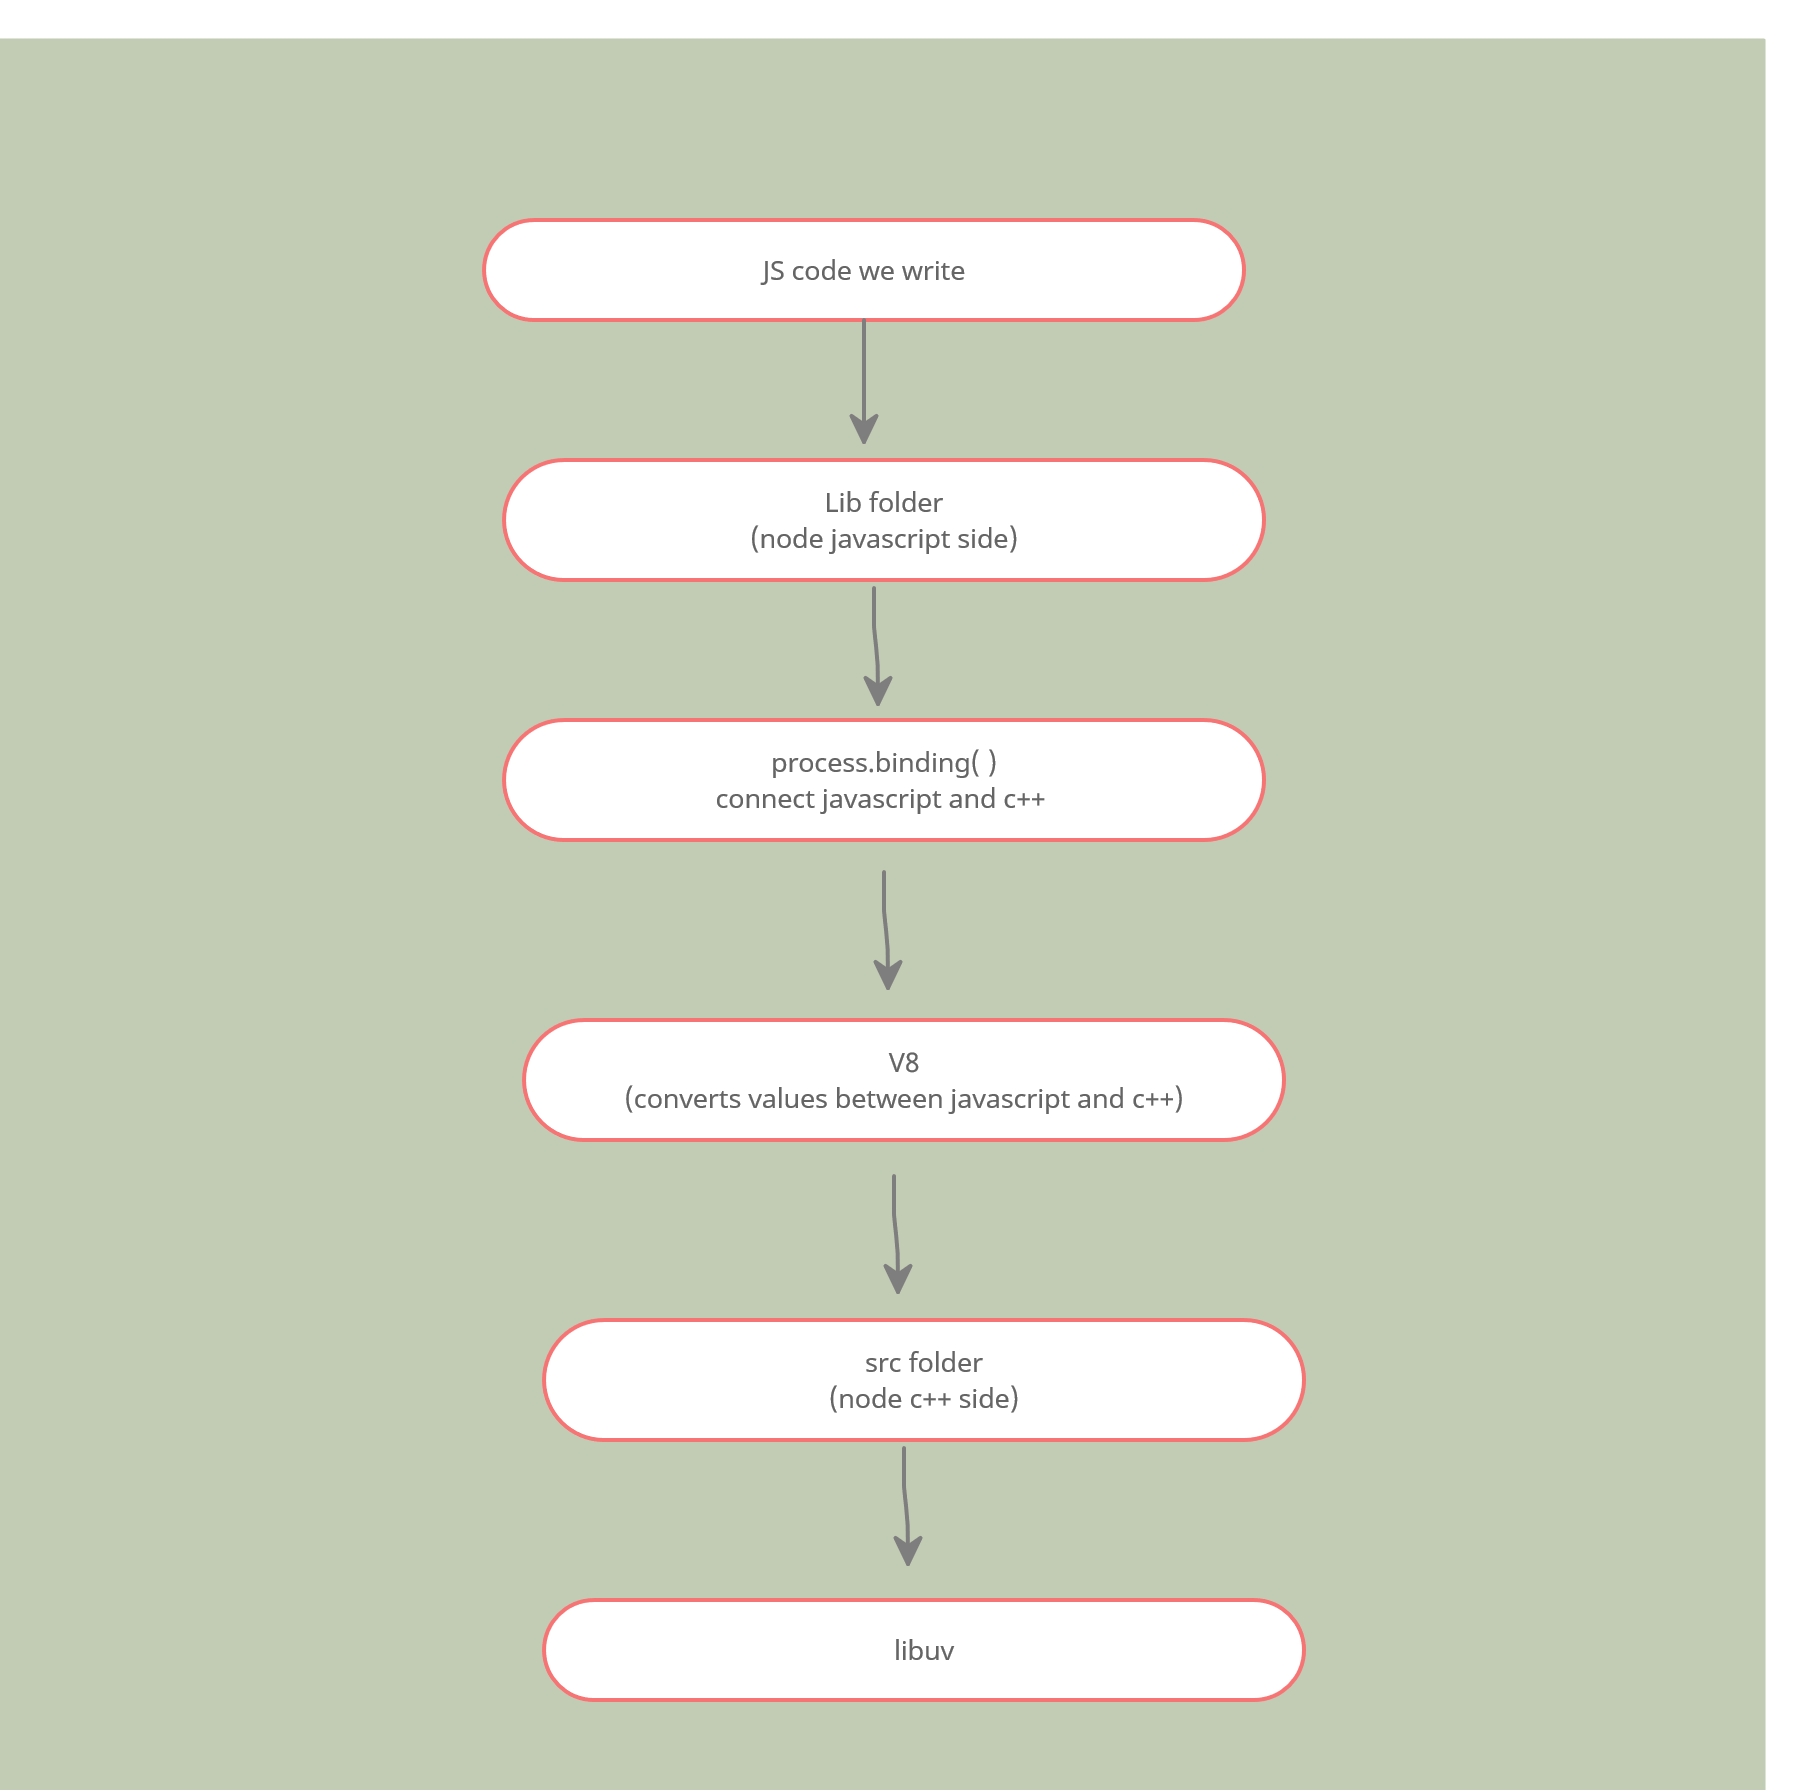 JS code we write
Lib folder
(node javascript side)
process.binding( )
connect javascript and c++
V8
(converts values between javascript and c++)
src folder
(node c++ side)
libuv